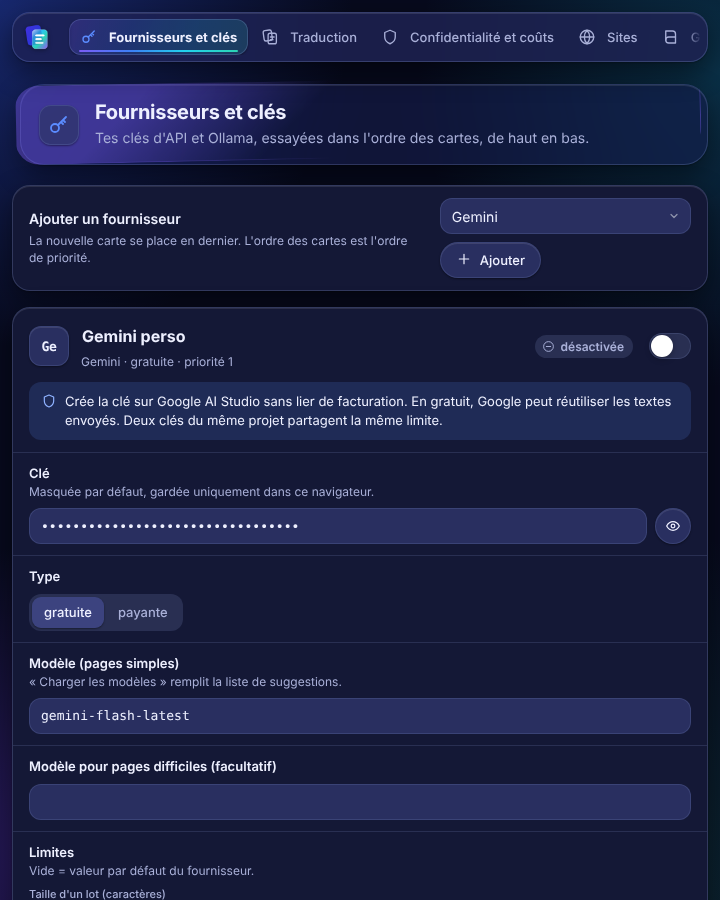 Fournisseurs et clés
Traduction
Confidentialité et coûts
Sites
Fournisseurs et clés
Tes clés d'API et Ollama, essayées dans l'ordre des cartes, de haut en bas.
Ajouter un fournisseur
La nouvelle carte se place en dernier. L'ordre des cartes est l'ordre
de priorité.
Gemini
Ajouter
Ge
Gemini perso
Gemini · gratuite · priorité 1
désactivée
Crée la clé sur Google AI Studio sans lier de facturation. En gratuit, Google peut réutiliser les textes
envoyés. Deux clés du même projet partagent la même limite.
Clé
Masquée par défaut, gardée uniquement dans ce navigateur.
••••••••••••••••••••••••••••••••
Type
gratuite
payante
Modèle (pages simples)
« Charger les modèles » remplit la liste de suggestions.
gemini-flash-latest
Modèle pour pages difficiles (facultatif)
Limites
Vide = valeur par défaut du fournisseur.
Taille d'un lot (caractères)